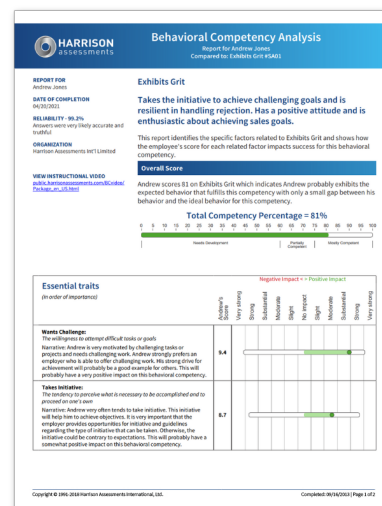 HARRISON
assessments
Behavioral Competency Analysis
Report for Andrew Jones
Compared to: Exhibits Grit #SA01
REPORT FOR
Andrew Jones
DATE OF COMPLETION
04/20/2021
RELIABILITY - 99.2%
Answers were very likely accurate and
truthful
ORGANIZATION
Harrison Assessments Int'l Limited
VIEW INSTRUCTIONAL VIDEO
public.harrisonassessments.com/BCvideo/
Package_en_US.html
Exhibits Grit
Takes the initiative to achieve challenging goals and is
resilient in handling rejection. Has a positive attitude and is
enthusiastic about achieving sales goals.
This report identifies the specific factors related to Exhibits Grit and shows how
the employee's score for each related factor impacts success for this behavioral
competency.
Overall Score
Andrew scores 81 on Exhibits Grit which indicates Andrew probably exhibits the
expected behavior that fulfills this competency with only a small gap between his
behavior and the ideal behavior for this competency.
Total Competency Percentage = 81%
0 5 10 15 20 25 30 35 40 45 50 55 60 65 70 75 80 85 90 95 100
Needs Development
Partially
Competent
Mostly Competent
Essential traits
(in order of importance)
Negative Impact < = > Positive Impact
Andrew's
Score
Very strong
Strong
Substantial
Moderate
Slight
No impact
Slight
Moderate
Substantial
Strong
Very strong
Wants Challenge:
The willingness to attempt difficult tasks or goals
Narrative: Andrew is very motivated by challenging tasks or
projects and needs challenging work. Andrew strongly prefers an
employer who is able to offer challenging work. His strong drive for
achievement will probably be a good example for others. This will
probably have a very positive impact on this behavioral competency.
9.4
Takes Initiative:
The tendency to perceive what is necessary to be accomplished and to
proceed on one's own
Narrative: Andrew very often tends to take initiative. This initiative
will help him to achieve objectives. It is very important that the
employer provides opportunities for initiative and guidelines
regarding the type of initiative that can be taken. Otherwise, the
initiative could be contrary to expectations. This will probably have a
somewhat positive impact on this behavioral competency.
8.7
Copyright © 1991-2018 Harrison Assessments International, Ltd.
Completed: 09/16/2013 | Page 1 of 2